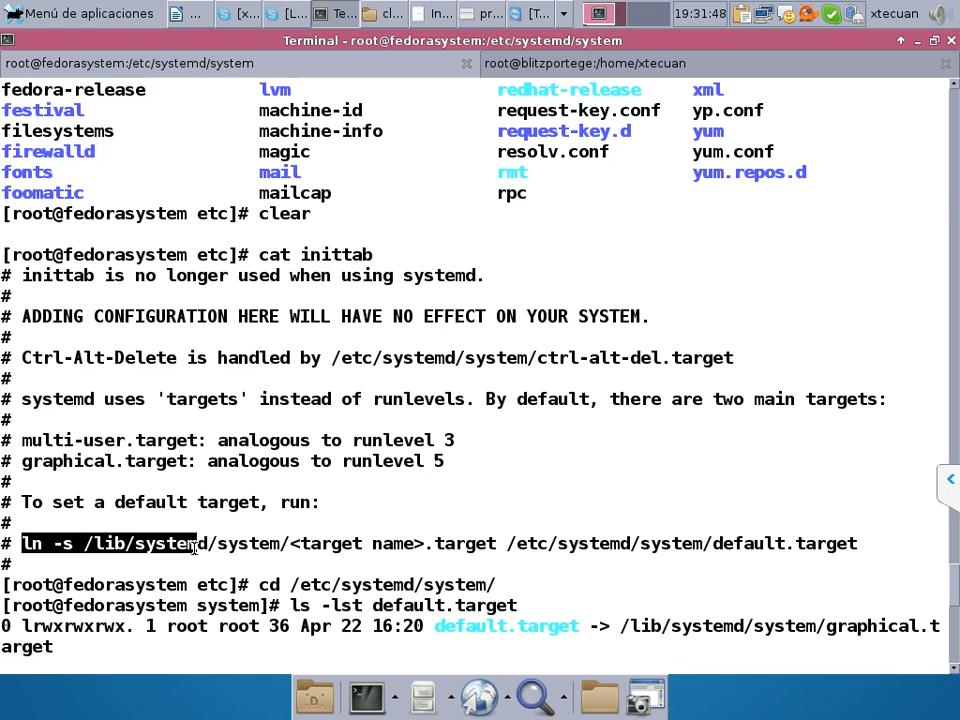 Menú de aplicaciones ... [x... [L... Te... cl... In... pr... [T... 19:31:48 xtecuan
Terminal - root@fedorasystem:/etc/systemd/system
root@fedorasystem:/etc/systemd/system root@blitzportege:/home/xtecuan
fedora-release lvm redhat-release xml
festival machine-id request-key.conf yp.conf
filesystems machine-info request-key.d yum
firewalld magic resolv.conf yum.conf
fonts mail rmt yum.repos.d
foomatic mailcap rpc
[root@fedorasystem etc]# clear
[root@fedorasystem etc]# cat inittab
# inittab is no longer used when using systemd.
#
# ADDING CONFIGURATION HERE WILL HAVE NO EFFECT ON YOUR SYSTEM.
#
# Ctrl-Alt-Delete is handled by /etc/systemd/system/ctrl-alt-del.target
#
# systemd uses 'targets' instead of runlevels. By default, there are two main targets:
#
# multi-user.target: analogous to runlevel 3
# graphical.target: analogous to runlevel 5
#
# To set a default target, run:
#
# ln -s /lib/systemd/system/<target name>.target /etc/systemd/system/default.target
#
[root@fedorasystem etc]# cd /etc/systemd/system/
[root@fedorasystem system]# ls -lst default.target
0 lrwxrwxrwx. 1 root root 36 Apr 22 16:20 default.target -> /lib/systemd/system/graphical.t
arget